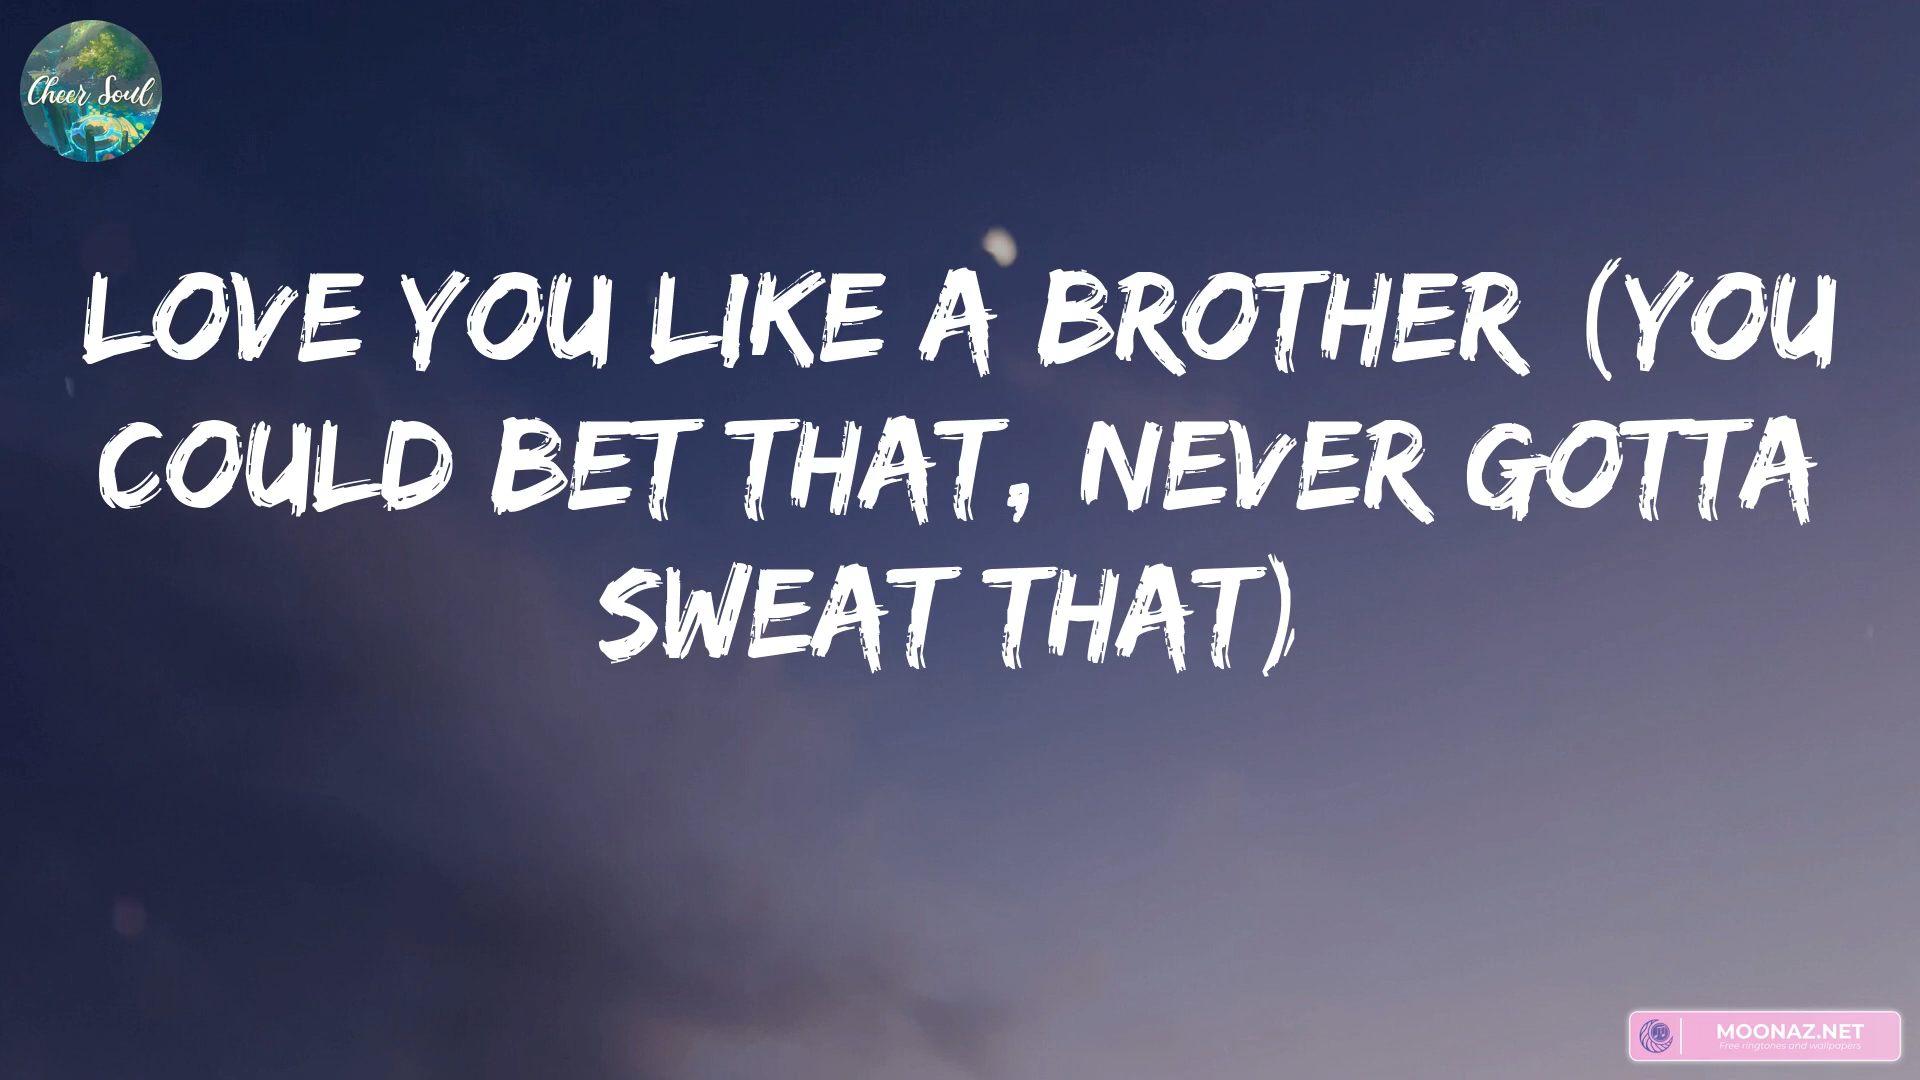 Cheer Soul
LOVE YOU LIKE A BROTHER (YOU
COULD BET THAT, NEVER GOTTA
SWEAT THAT)
MOONAZ.NET
Free ringtones and wallpapers